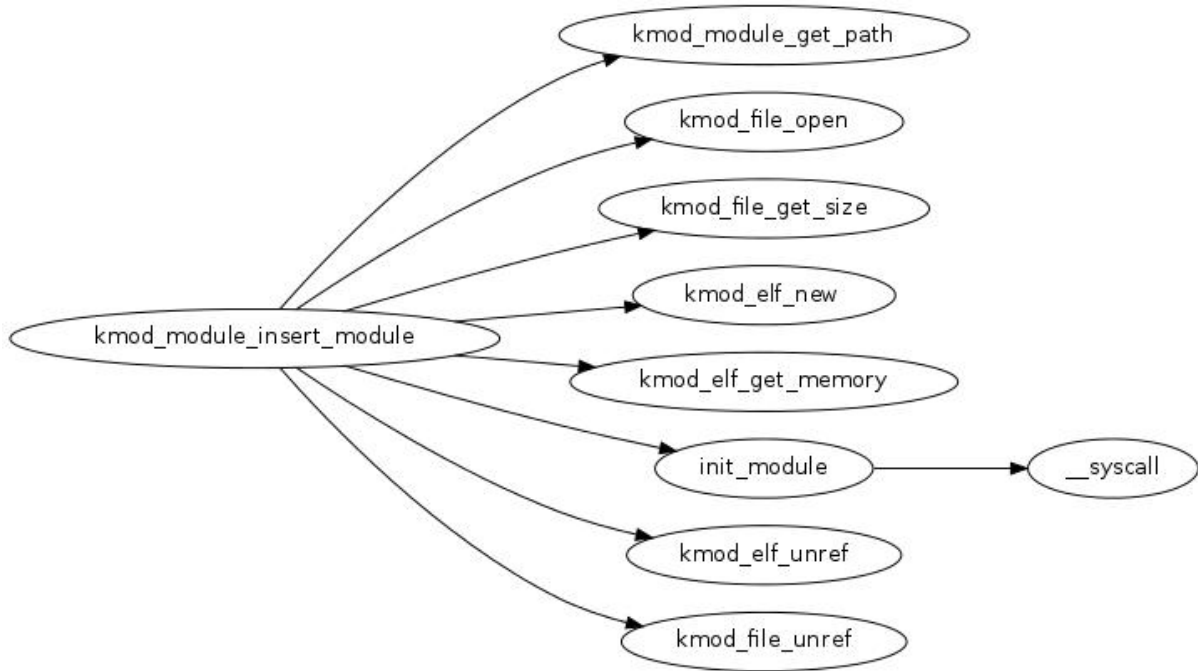 kmod_module_get_path
kmod_file_open
kmod_file_get_size
kmod_elf_new
kmod_module_insert_module
kmod_elf_get_memory
init_module
__syscall
kmod_elf_unref
kmod_file_unref